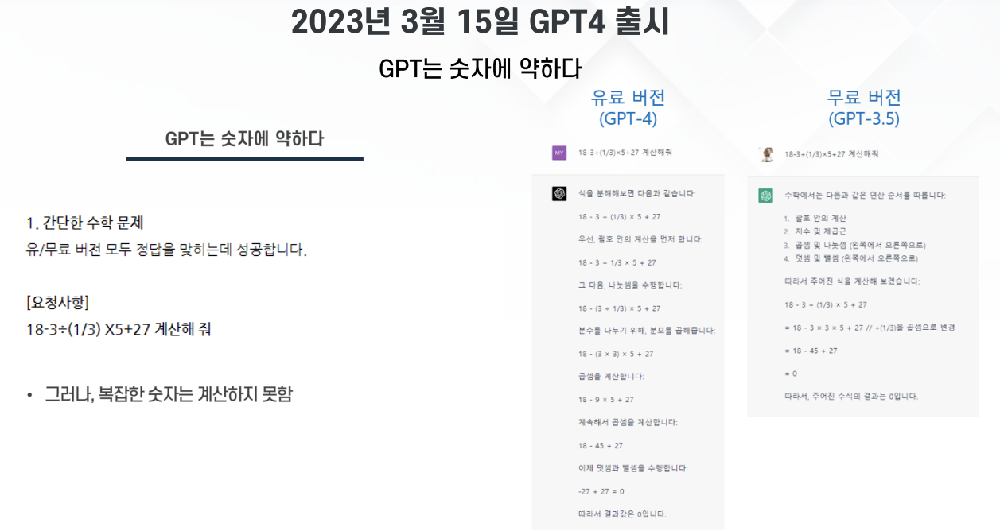 2023년 3월 15일 GPT4 출시
GPT는 숫자에 약하다
GPT는 숫자에 약하다
1. 간단한 수학 문제
유/무료 버전 모두 정답을 맞히는데 성공합니다.
[요청사항]
18-3÷(1/3) X5+27 계산해 줘
• 그러나, 복잡한 숫자는 계산하지 못함
유료 버전
(GPT-4)
MY
18-3÷(1/3)×5+27 계산해줘
식을 분해해보면 다음과 같습니다:
18 - 3 ÷ (1/3) × 5 + 27
우선, 괄호 안의 계산을 먼저 합니다:
18 - 3 ÷ 1/3 × 5 + 27
그 다음, 나눗셈을 수행합니다:
18 - (3 ÷ 1/3) × 5 + 27
분수를 나누기 위해, 분모를 곱해줍니다:
18 - (3 × 3) × 5 + 27
곱셈을 계산합니다:
18 - 9 × 5 + 27
계속해서 곱셈을 계산합니다:
18 - 45 + 27
이제 덧셈과 뺄셈을 수행합니다:
-27 + 27 = 0
따라서 결과값은 0입니다.
무료 버전
(GPT-3.5)
18-3÷(1/3)×5+27 계산해줘
수학에서는 다음과 같은 연산 순서를 따릅니다:
1. 괄호 안의 계산
2. 지수 및 제곱근
3. 곱셈 및 나눗셈 (왼쪽에서 오른쪽으로)
4. 덧셈 및 뺄셈 (왼쪽에서 오른쪽으로)
따라서 주어진 식을 계산해 보겠습니다:
18 - 3 ÷ (1/3) × 5 + 27
= 18 - 3 × 3 × 5 + 27 // ÷(1/3)을 곱셈으로 변경
= 18 - 45 + 27
= 0
따라서, 주어진 수식의 결과는 0입니다.